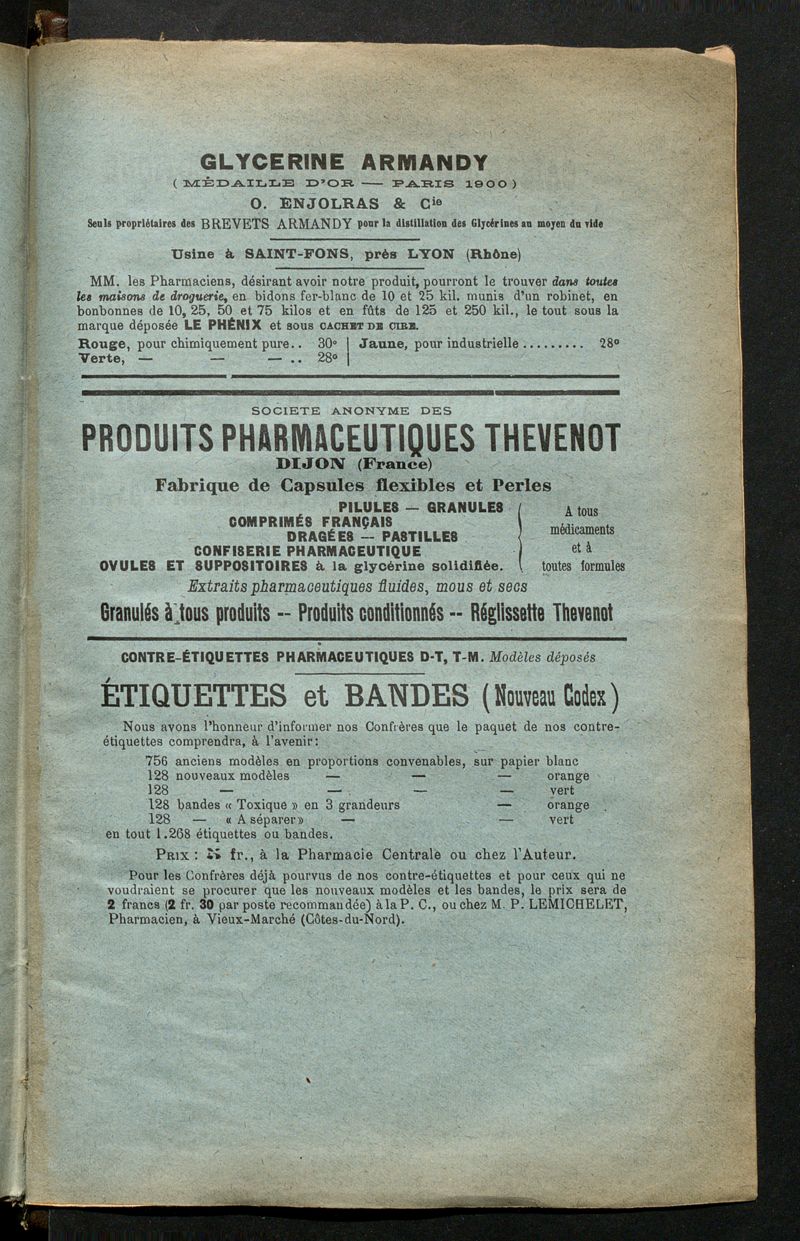 GLYCERINE ARMANDY
( MÉDAILLE D'OR — PARIS 1900 )
O. ENJOLRAS & Cie
Seuls propriétaires des BREVETS ARMANDY pour la distillation des Glycérines au moyen du vide
Usine à SAINT-FONS, près LYON (Rhône)
MM. les Pharmaciens, désirant avoir notre produit, pourront le trouver dans toutes
les maisons de droguerie, en bidons fer-blanc de 10 et 25 kil. munis d'un robinet, en
bonbonnes de 10, 25, 50 et 75 kilos et en fûts de 125 et 250 kil., le tout sous la
marque déposée LE PHÉNIX et sous CACHET DE CIRE.
Rouge, pour chimiquement pure.. 30° | Jaune, pour industrielle ......... 28°
Verte, — — — .. 28° |
SOCIETE ANONYME DES
PRODUITS PHARMACEUTIQUES THEVENOT
DIJON (France)
Fabrique de Capsules flexibles et Perles
PILULES — GRANULES
COMPRIMÉS FRANÇAIS
DRAGÉES — PASTILLES
CONFISERIE PHARMACEUTIQUE
OVULES ET SUPPOSITOIRES à la glycérine solidifiée.
A tous
médicaments
et à
toutes formules
Extraits pharmaceutiques fluides, mous et secs
Granulés à tous produits -- Produits conditionnés -- Réglissette Thevenot
CONTRE-ÉTIQUETTES PHARMACEUTIQUES D-T, T-M. Modèles déposés
ÉTIQUETTES et BANDES (Nouveau Codex)
Nous avons l'honneur d'informer nos Confrères que le paquet de nos contre-
étiquettes comprendra, à l'avenir:
756 anciens modèles en proportions convenables, sur papier blanc
128 nouveaux modèles — — — orange
128 — — — — vert
128 bandes « Toxique » en 3 grandeurs — orange
128 — « A séparer » — — vert
en tout 1.268 étiquettes ou bandes.
PRIX : fr., à la Pharmacie Centrale ou chez l'Auteur.
Pour les Confrères déjà pourvus de nos contre-étiquettes et pour ceux qui ne
voudraient se procurer que les nouveaux modèles et les bandes, le prix sera de
2 francs (2 fr. 30 par poste recommandée) à la P. C., ou chez M. P. LEMICHELET,
Pharmacien, à Vieux-Marché (Côtes-du-Nord).